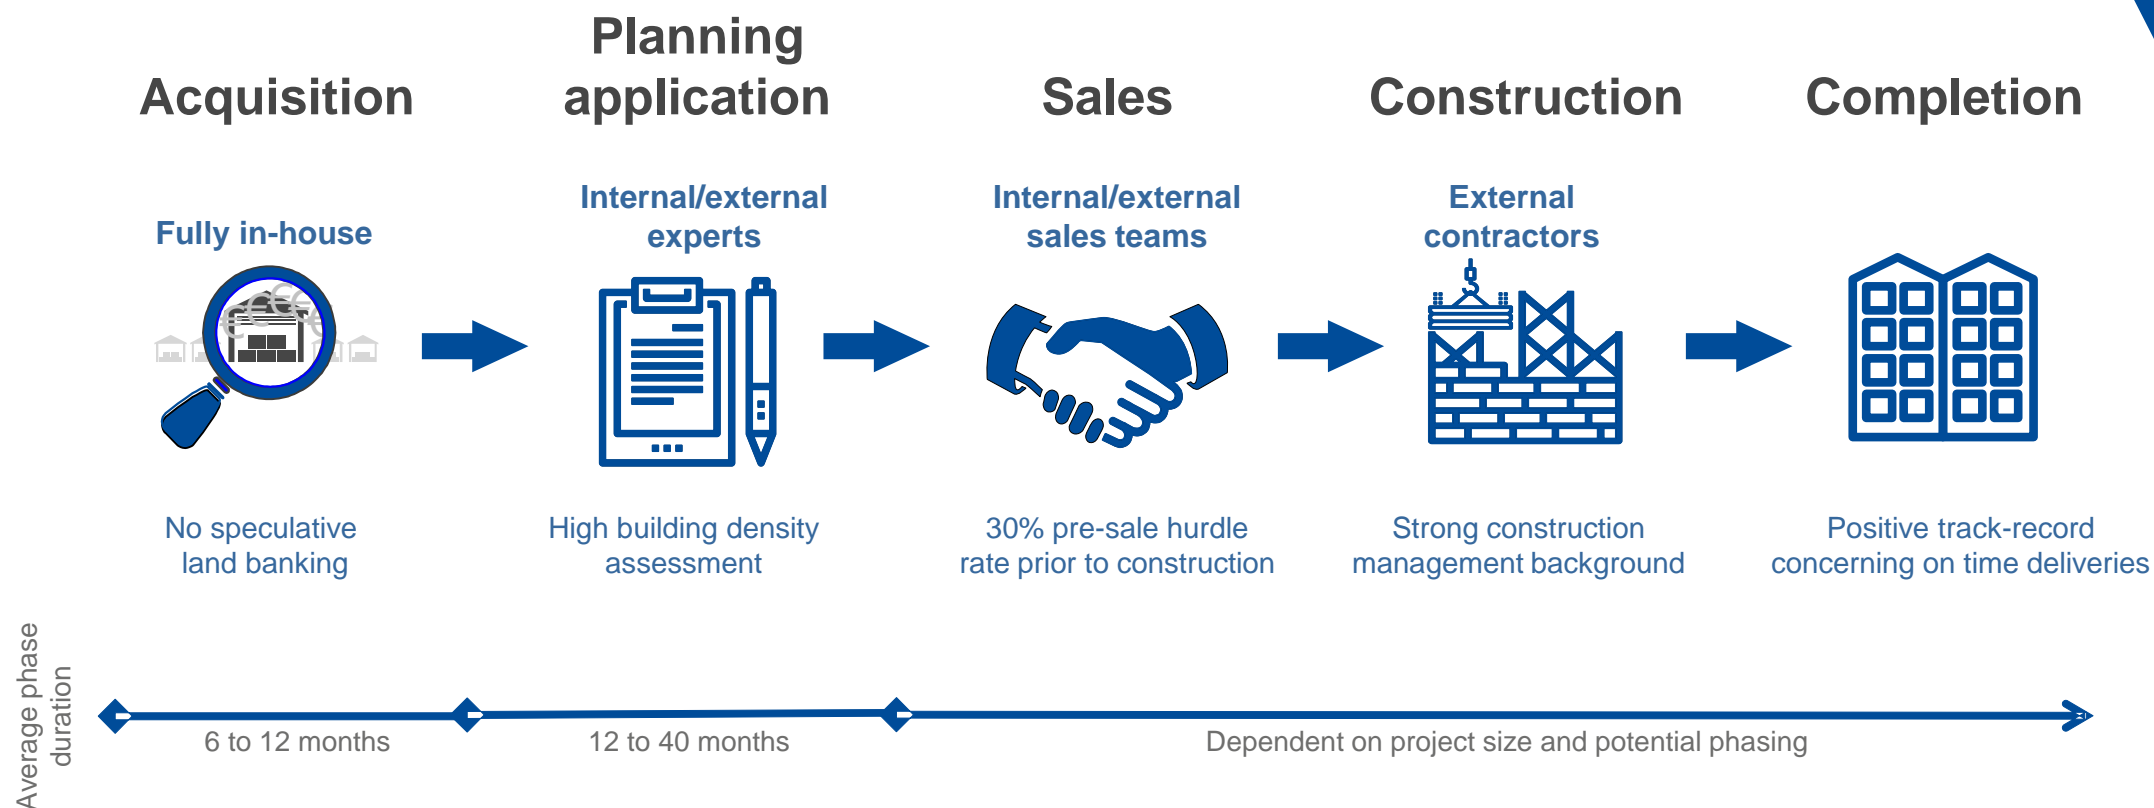 Acquisition
Planning
application
Sales
Construction
Completion
Fully in-house
Internal/external
experts
Internal/external
sales teams
External
contractors
No speculative
land banking
High building density
assessment
30% pre-sale hurdle
rate prior to construction
Strong construction
management background
Positive track-record
concerning on time deliveries
Average phase
duration
6 to 12 months
12 to 40 months
Dependent on project size and potential phasing